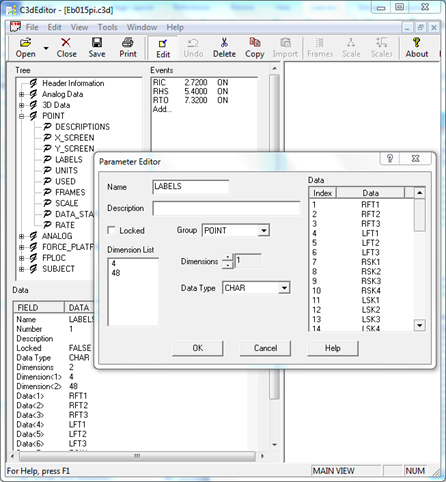 C3dEditor - [Eb015pi.c3d]
File Edit View Tools Window Help
Open Close Save Print Edit Undo Delete Copy Import Frames Scale Scales About
Tree
Header Information
Analog Data
3D Data
POINT
DESCRIPTIONS
X_SCREEN
Y_SCREEN
LABELS
UNITS
USED
FRAMES
SCALE
DATA_STA
RATE
ANALOG
FORCE_PLATF
FPLOC
SUBJECT
Events
RIC 2.7200 ON
RHS 5.4000 ON
RTO 7.3200 ON
Add...
Parameter Editor
Name LABELS
Description
Locked
Group POINT
Dimension List
4
48
Dimensions 1
Data Type CHAR
Data
Index Data
1 RFT1
2 RFT2
3 RFT3
4 LFT1
5 LFT2
6 LFT3
7 RSK1
8 RSK2
9 RSK3
10 RSK4
11 LSK1
12 LSK2
13 LSK3
14 LSK4
OK Cancel Help
Data
FIELD DATA
Name LABELS
Number 1
Description
Locked FALSE
Data Type CHAR
Dimensions 2
Dimension<1> 4
Dimension<2> 48
Data<1> RFT1
Data<2> RFT2
Data<3> RFT3
Data<4> LFT1
Data<5> LFT2
Data<6> LFT3
Data<7> RSK1
For Help, press F1
MAIN VIEW
NUM